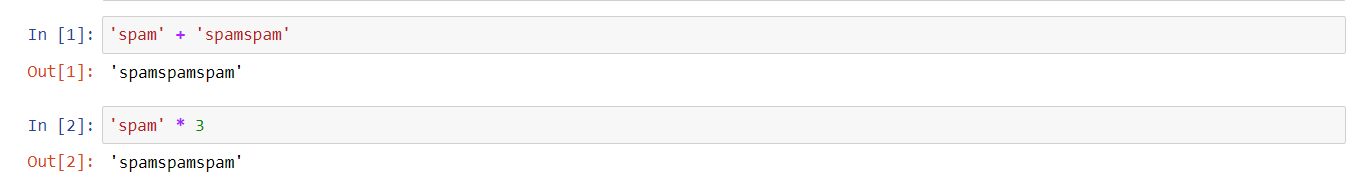 In [1]: 'spam' + 'spamspam'
Out[1]: 'spamspamspam'
In [2]: 'spam' * 3
Out[2]: 'spamspamspam'